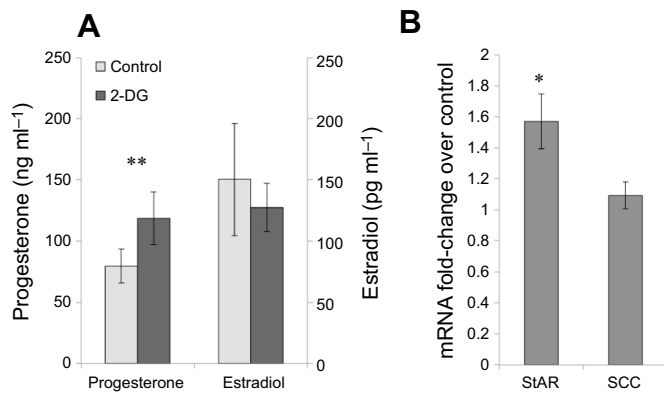 A
Progesterone (ng ml–1)
250
200
150
100
50
0
Control
2-DG
**
Progesterone
Estradiol
250
200
150
100
50
0
Estradiol (pg ml–1)
B
mRNA fold-change over control
2
1.8
1.6
1.4
1.2
1
0.8
0.6
0.4
0.2
0
*
StAR
SCC